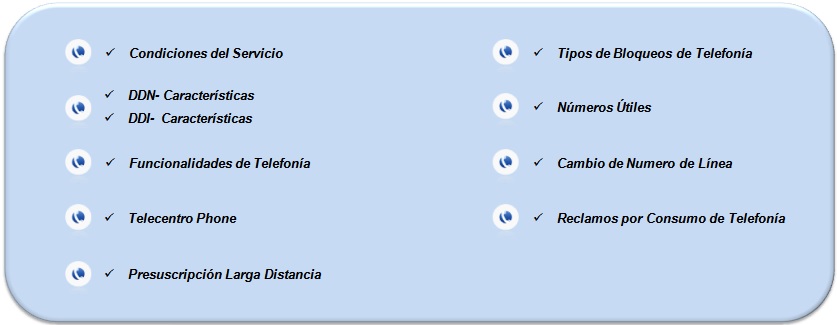 ✓ Condiciones del Servicio
✓ DDN- Características
✓ DDI- Características
✓ Funcionalidades de Telefonía
✓ Telecentro Phone
✓ Presuscripción Larga Distancia
✓ Tipos de Bloqueos de Telefonía
✓ Números Útiles
✓ Cambio de Numero de Línea
✓ Reclamos por Consumo de Telefonía